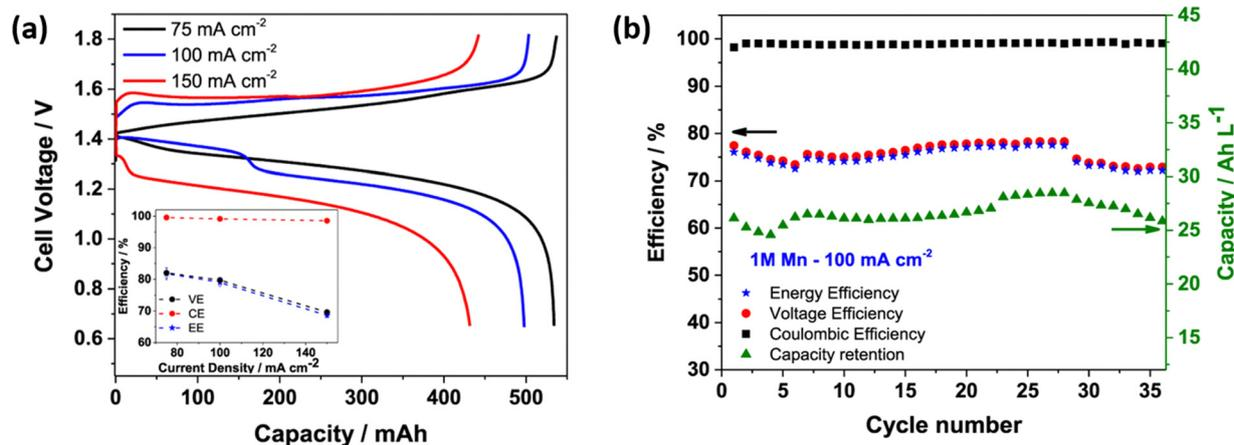 (a)
75 mA cm-2
100 mA cm-2
150 mA cm-2
Cell Voltage / V
1.8
1.6
1.4
1.2
1.0
0.8
0.6
0 100 200 300 400 500
Capacity / mAh
Efficiency / %
100
90
80
70
60
VE
CE
EE
80 100 120 140
Current Density / mA cm-2
(b)
Efficiency / %
100
90
80
70
60
50
40
30
45
40
35
30
25
20
15
Capacity / Ah L-1
1M Mn - 100 mA cm-2
Energy Efficiency
Voltage Efficiency
Coulombic Efficiency
Capacity retention
0 5 10 15 20 25 30 35
Cycle number